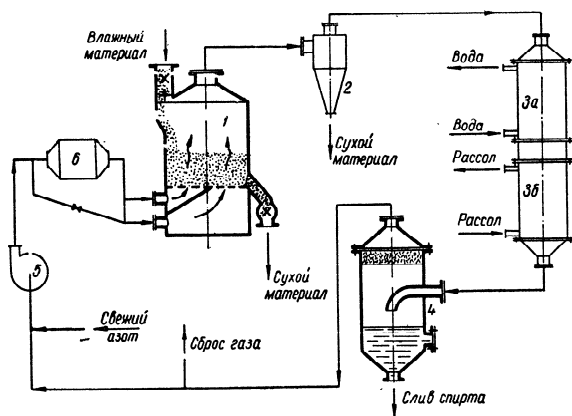 Влажный
материал
1
2
Сухой
материал
Вода
3а
Вода
Рассол
3б
Рассол
6
Сухой
материал
5
4
Свежий
азот
Сброс газа
Слив спирта